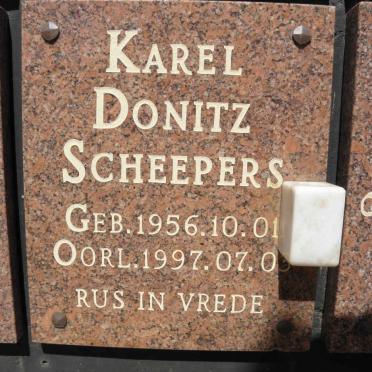 Karel
Donitz
Scheepers
Geb.1956.10.01
Oorl.1997.07.0
RUS IN VREDE